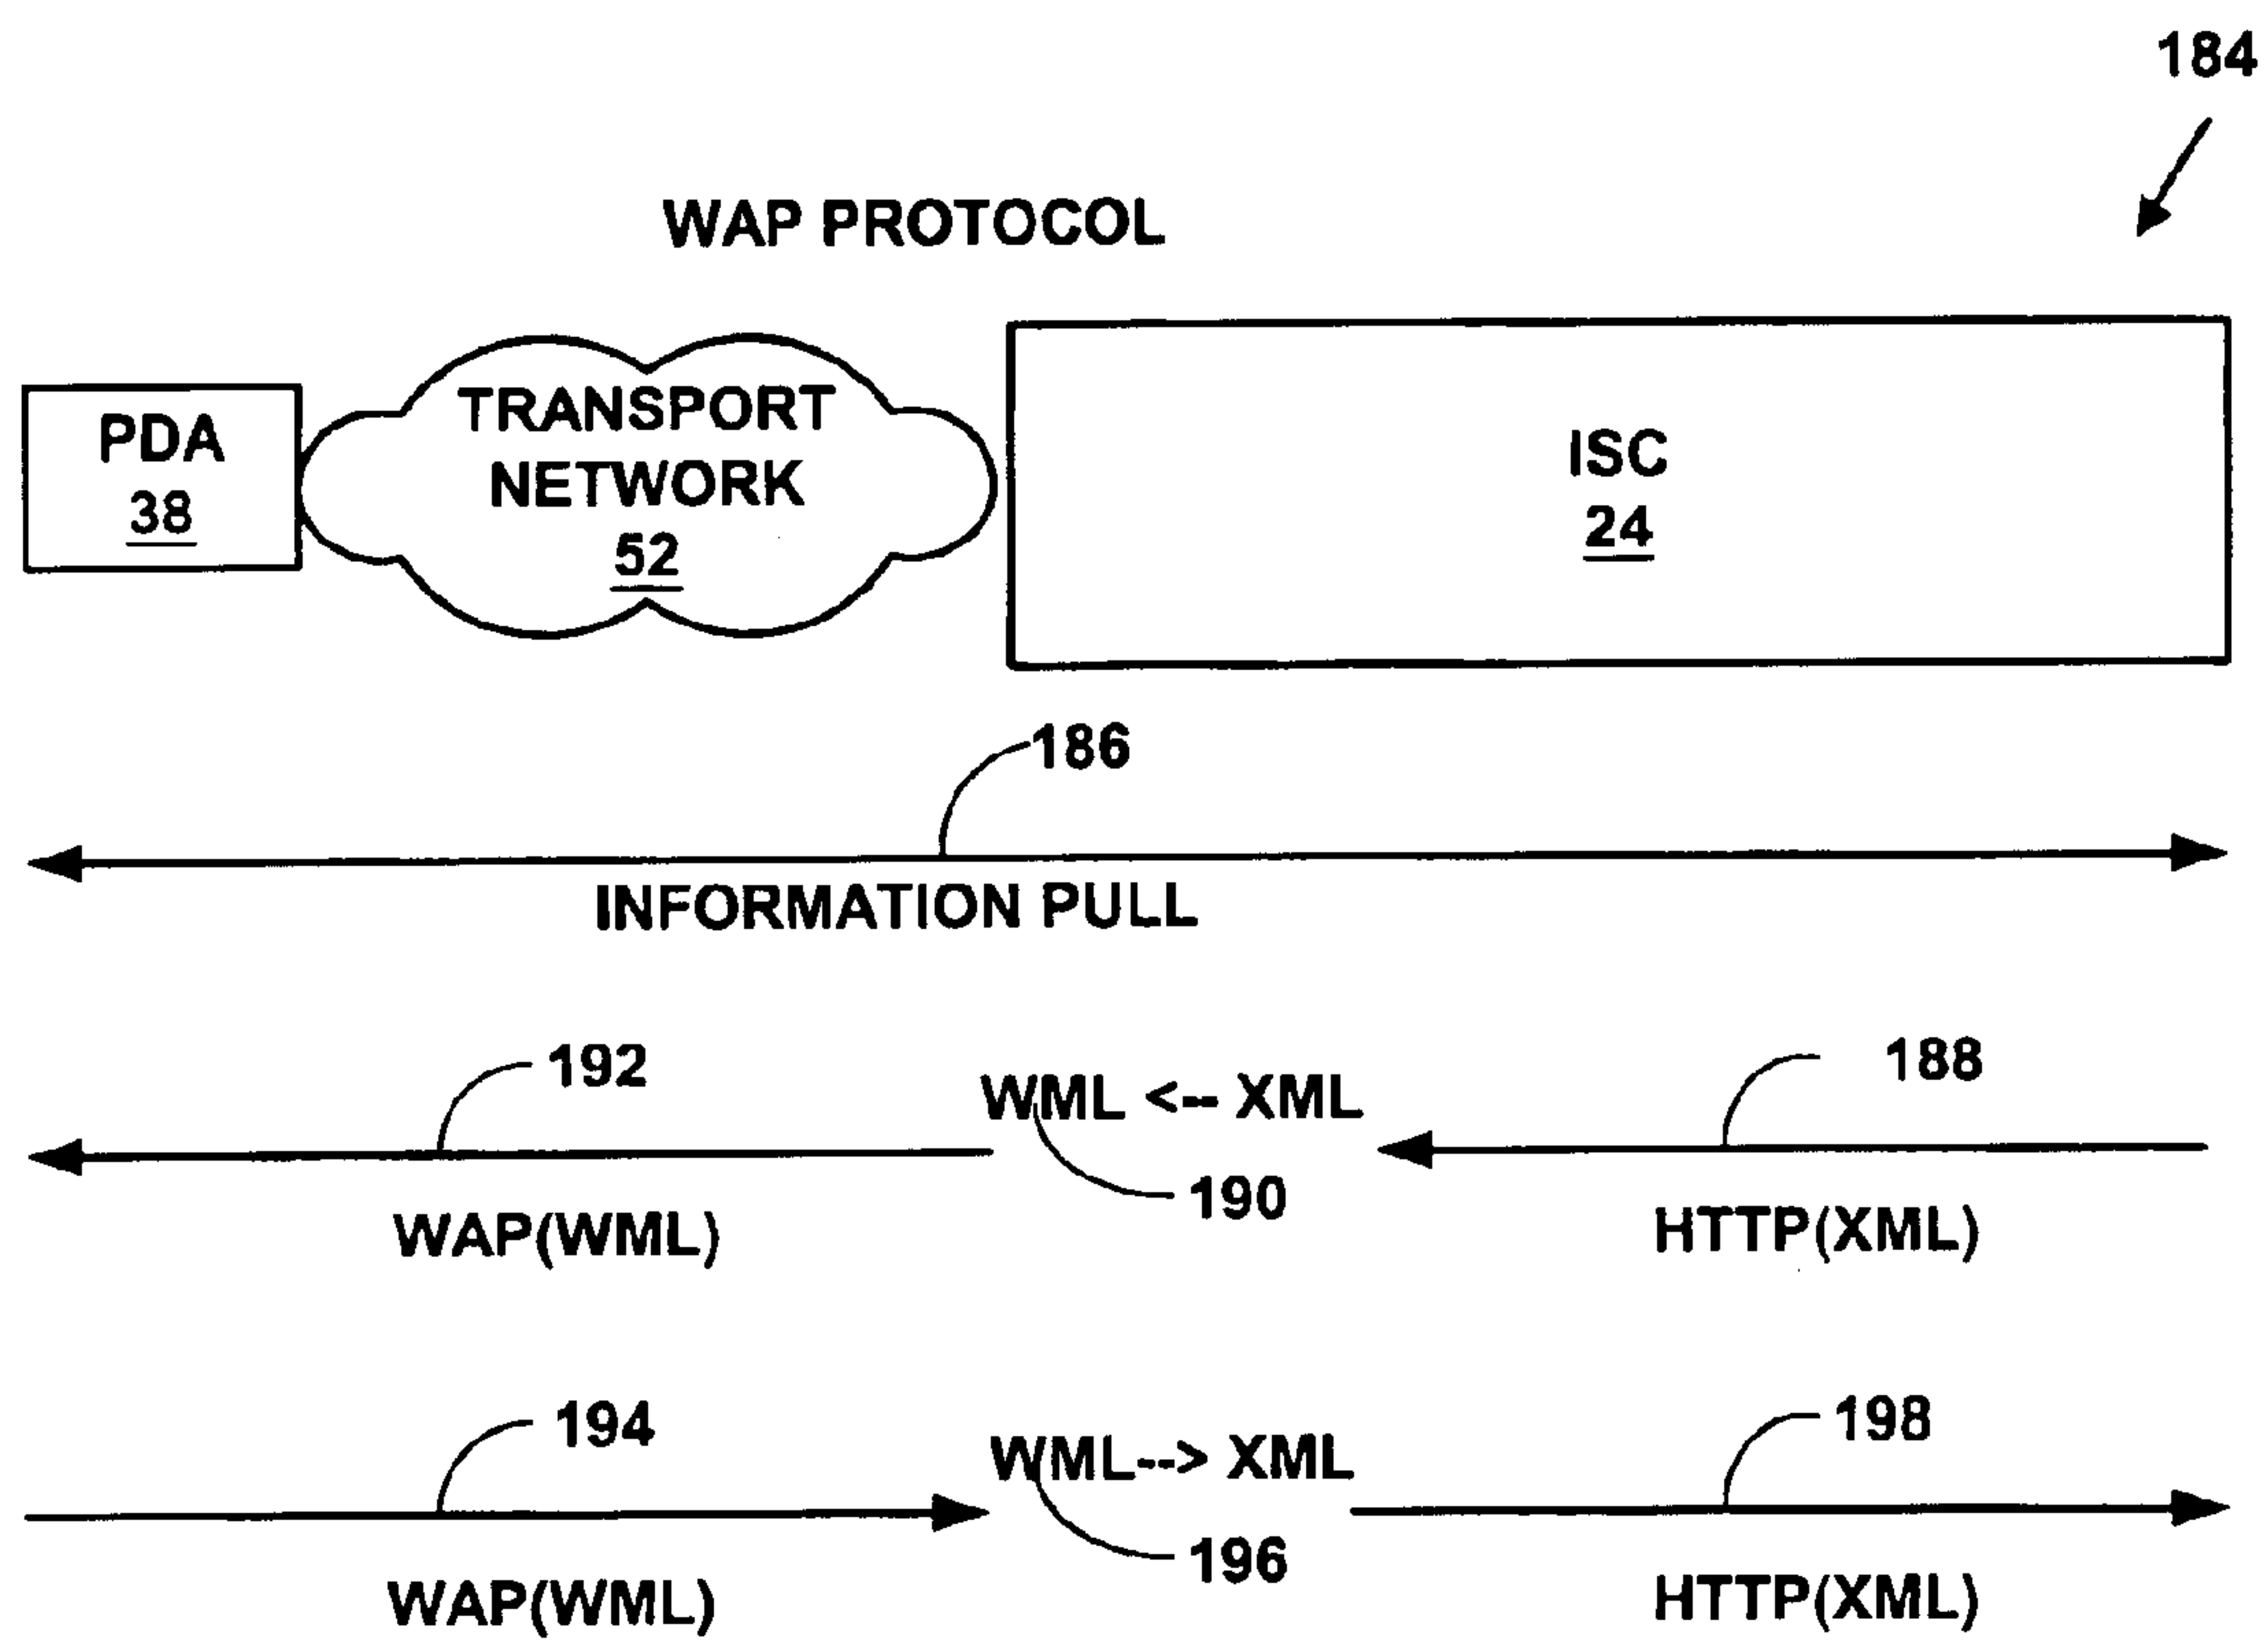 184
WAP PROTOCOL
PDA
38
TRANSPORT
NETWORK
52
ISC
24
186
INFORMATION PULL
192
WML <-- XML
188
190
WAP(WML)
HTTP(XML)
194
WML--> XML
198
196
WAP(WML)
HTTP(XML)